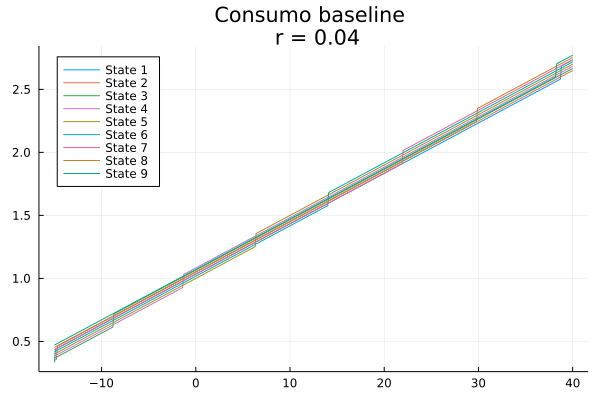 Consumo baseline
r = 0.04
State 1
State 2
State 3
State 4
State 5
State 6
State 7
State 8
State 9
2.5
2.0
1.5
1.0
0.5
−10
0
10
20
30
40